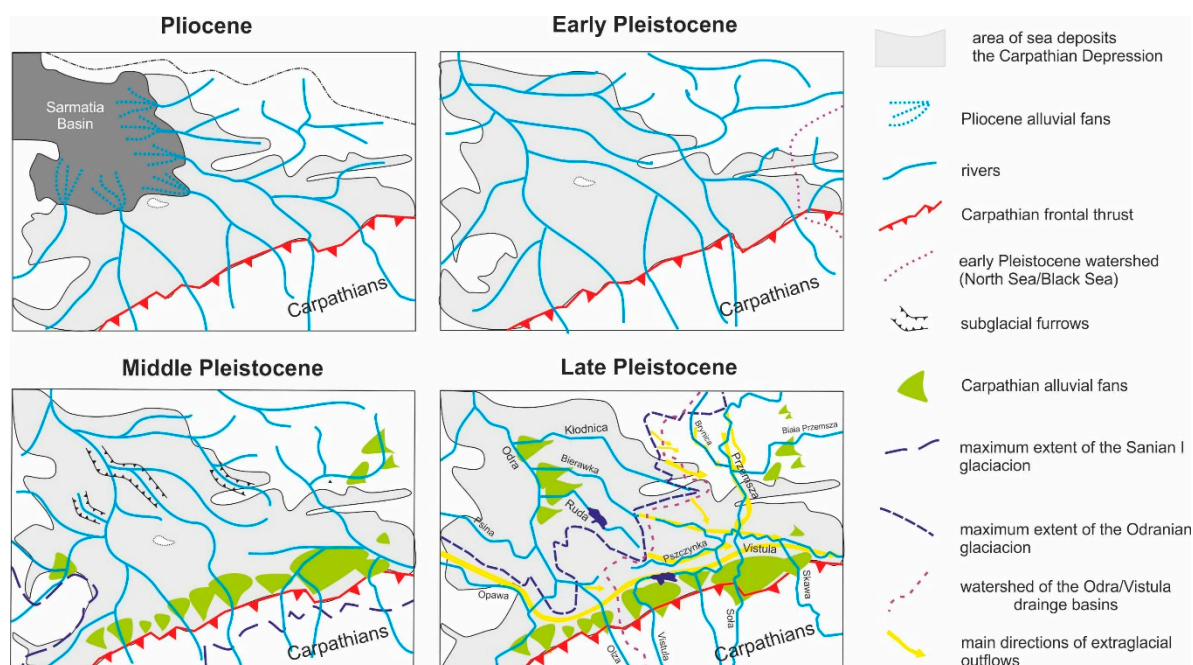 Pliocene
Early Pleistocene
Sarmatia
Basin
Carpathians
Carpathians
Middle Pleistocene
Late Pleistocene
Carpathians
Kłodnica
Odra
Bierawka
Ruda
Psina
Opawa
Olza
Vistula
Pszczynka
Vistula
Soła
Skawa
Brynica
Przemsza
Biała Przemsza
Carpathians
area of sea deposits
the Carpathian Depression
Pliocene alluvial fans
rivers
Carpathian frontal thrust
early Pleistocene watershed
(North Sea/Black Sea)
subglacial furrows
Carpathian alluvial fans
maximum extent of the Sanian I
glaciacion
maximum extent of the Odranian
glaciacion
watershed of the Odra/Vistula
drainge basins
main directions of extraglacial
outflows